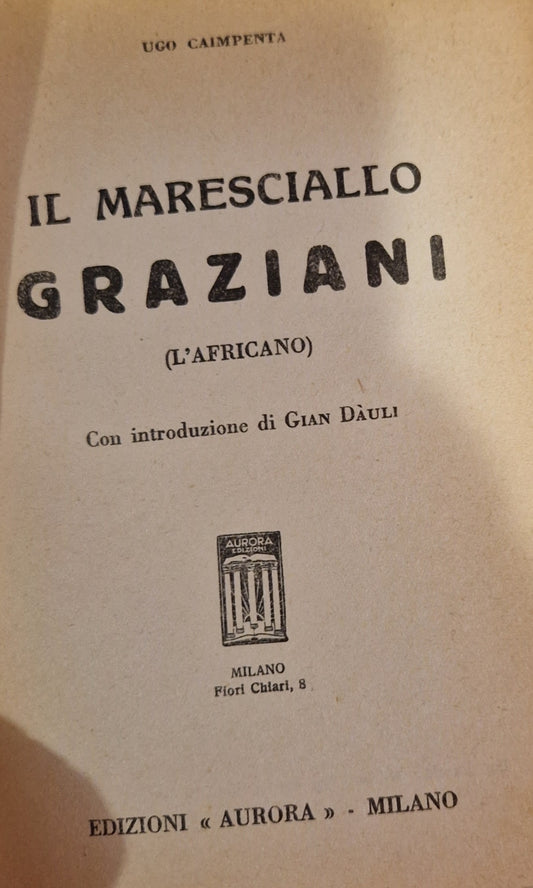 UGO CAIMPENTA
IL MARESCIALLO
GRAZIANI
(L'AFRICANO)
Con introduzione di GIAN DÀULI
AURORA
EDIZIONI
MILANO
Fiori Chiari, 8
EDIZIONI « AURORA » - MILANO